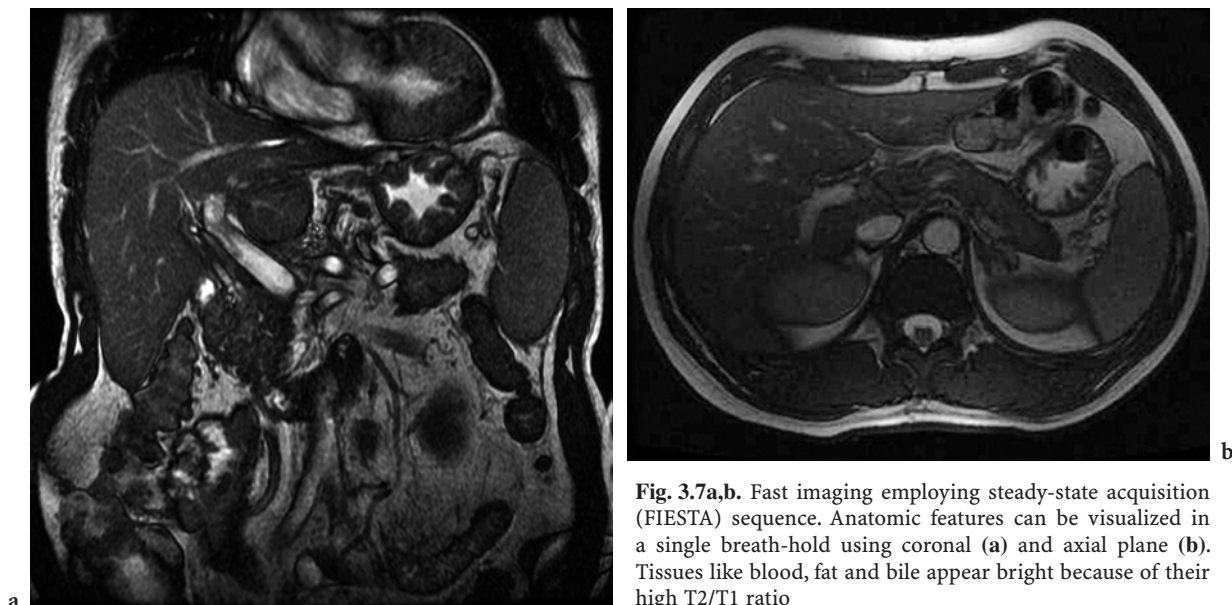 a
b
Fig. 3.7a,b. Fast imaging employing steady-state acquisition
(FIESTA) sequence. Anatomic features can be visualized in
a single breath-hold using coronal (a) and axial plane (b).
Tissues like blood, fat and bile appear bright because of their
high T2/T1 ratio